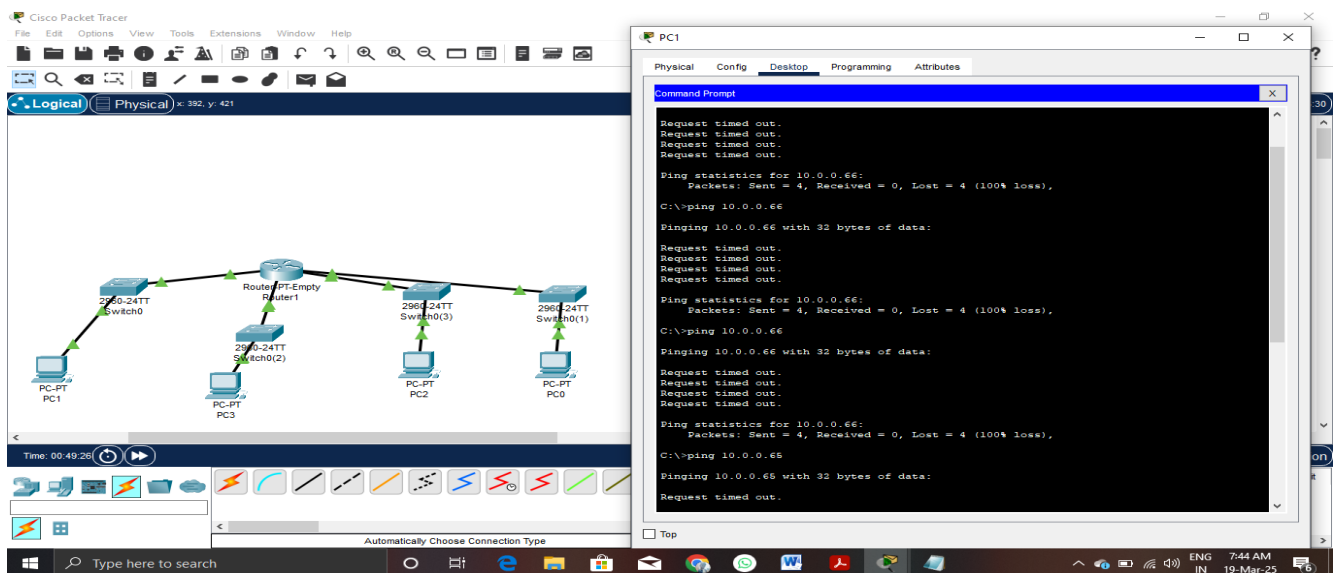 Cisco Packet Tracer
File Edit Options View Tools Extensions Window Help
Logical Physical x: 392, y: 421
Router-PT-Empty
Router1
2960-24TT
Switch0
2960-24TT
Switch0(3)
2960-24TT
Switch0(1)
2960-24TT
Switch0(2)
PC-PT
PC1
PC-PT
PC3
PC-PT
PC2
PC-PT
PC0
Time: 00:49:26
Automatically Choose Connection Type
PC1
Physical Config Desktop Programming Attributes
Command Prompt X
Request timed out.
Request timed out.
Request timed out.
Request timed out.
Ping statistics for 10.0.0.66:
Packets: Sent = 4, Received = 0, Lost = 4 (100% loss),
C:\>ping 10.0.0.66
Pinging 10.0.0.66 with 32 bytes of data:
Request timed out.
Request timed out.
Request timed out.
Request timed out.
Ping statistics for 10.0.0.66:
Packets: Sent = 4, Received = 0, Lost = 4 (100% loss),
C:\>ping 10.0.0.66
Pinging 10.0.0.66 with 32 bytes of data:
Request timed out.
Request timed out.
Request timed out.
Request timed out.
Ping statistics for 10.0.0.66:
Packets: Sent = 4, Received = 0, Lost = 4 (100% loss),
C:\>ping 10.0.0.65
Pinging 10.0.0.65 with 32 bytes of data:
Request timed out.
Top
?
:30
on
Type here to search
ENG
IN
7:44 AM
19-Mar-25
6